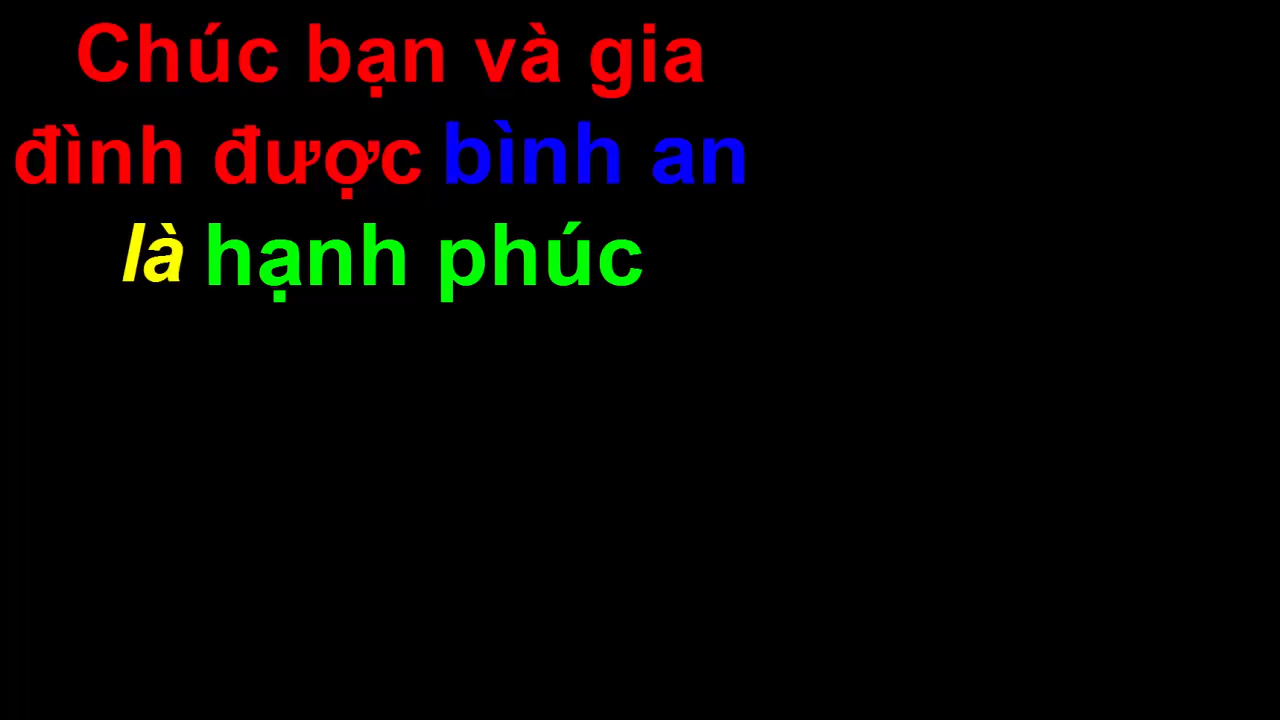 Chúc bạn và gia
đình được bình an
là hạnh phúc